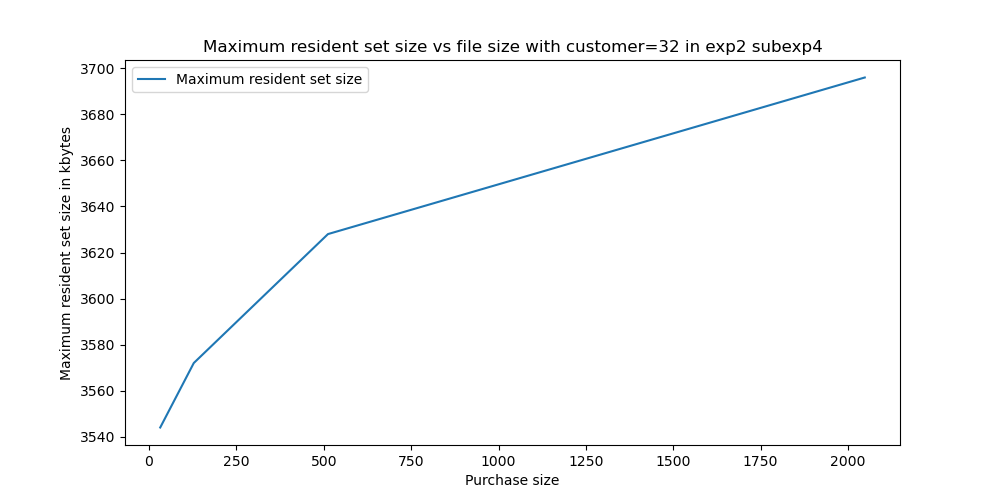 Maximum resident set size vs file size with customer=32 in exp2 subexp4
Maximum resident set size
Maximum resident set size in kbytes
3700
3680
3660
3640
3620
3600
3580
3560
3540
0 250 500 750 1000 1250 1500 1750 2000
Purchase size